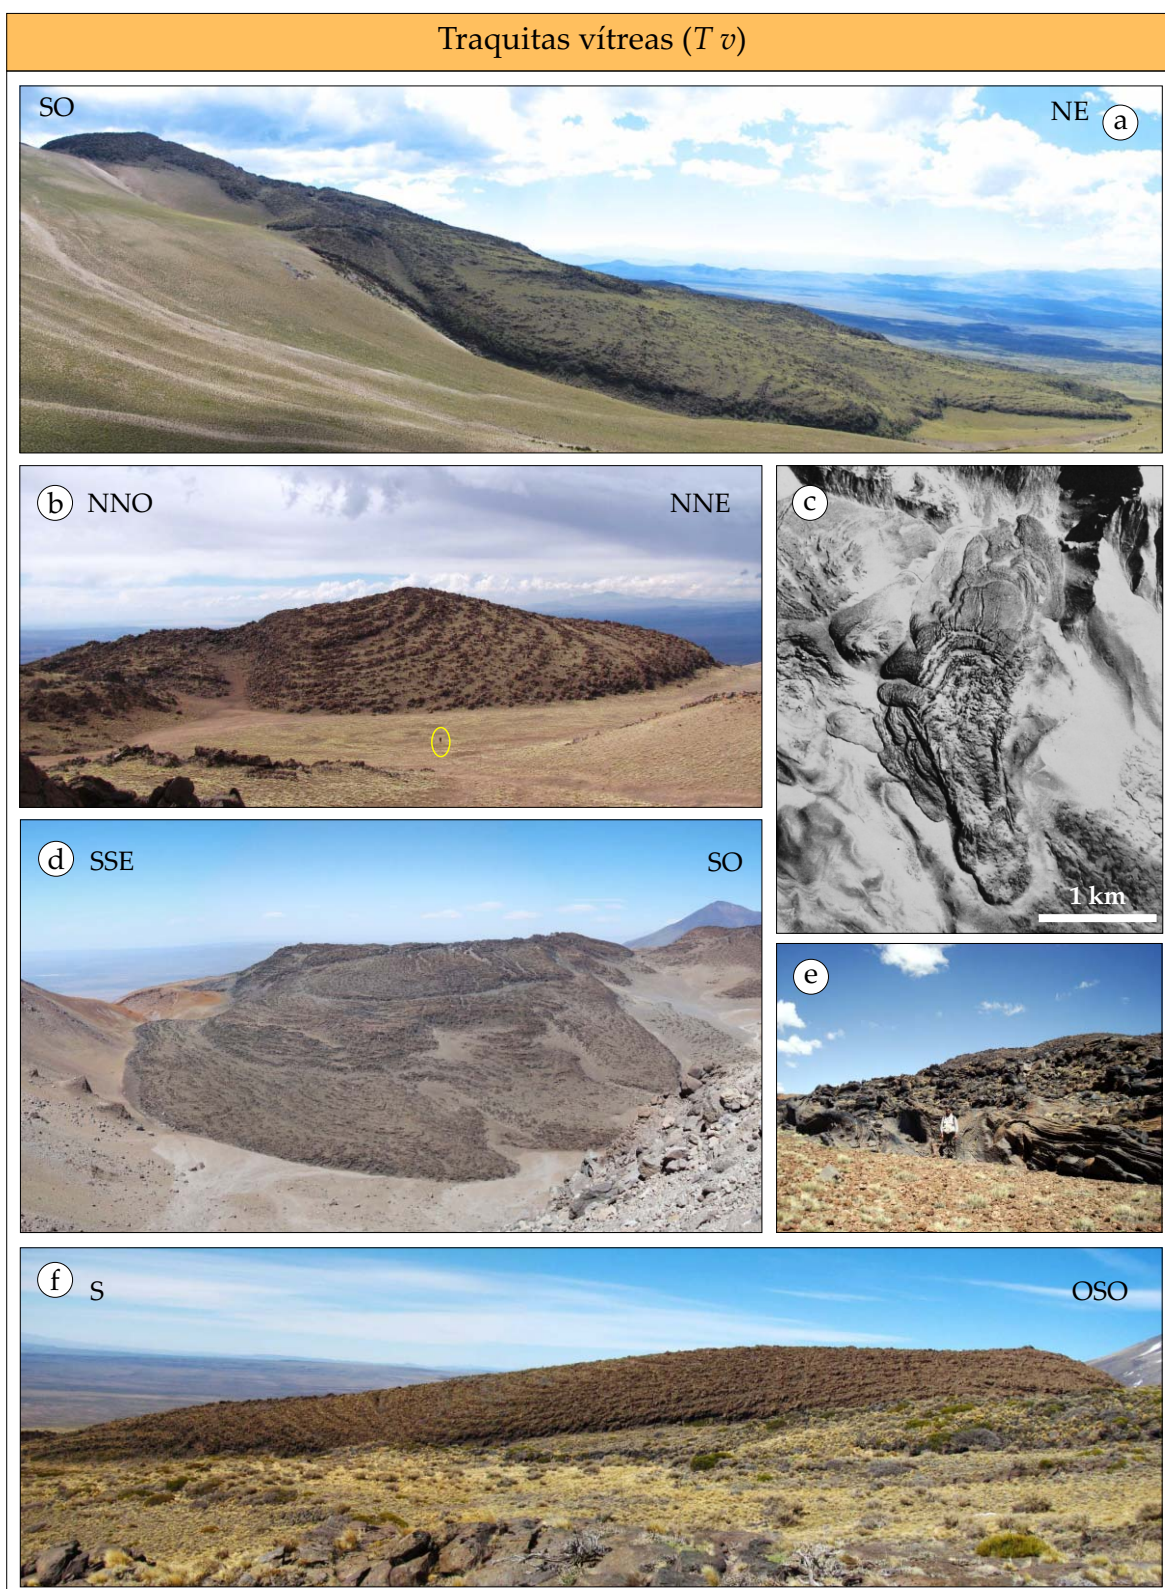 Traquitas vítreas (T v)
SO NE a
b NNO NNE
c
1 km
d SSE SO
e
f S OSO